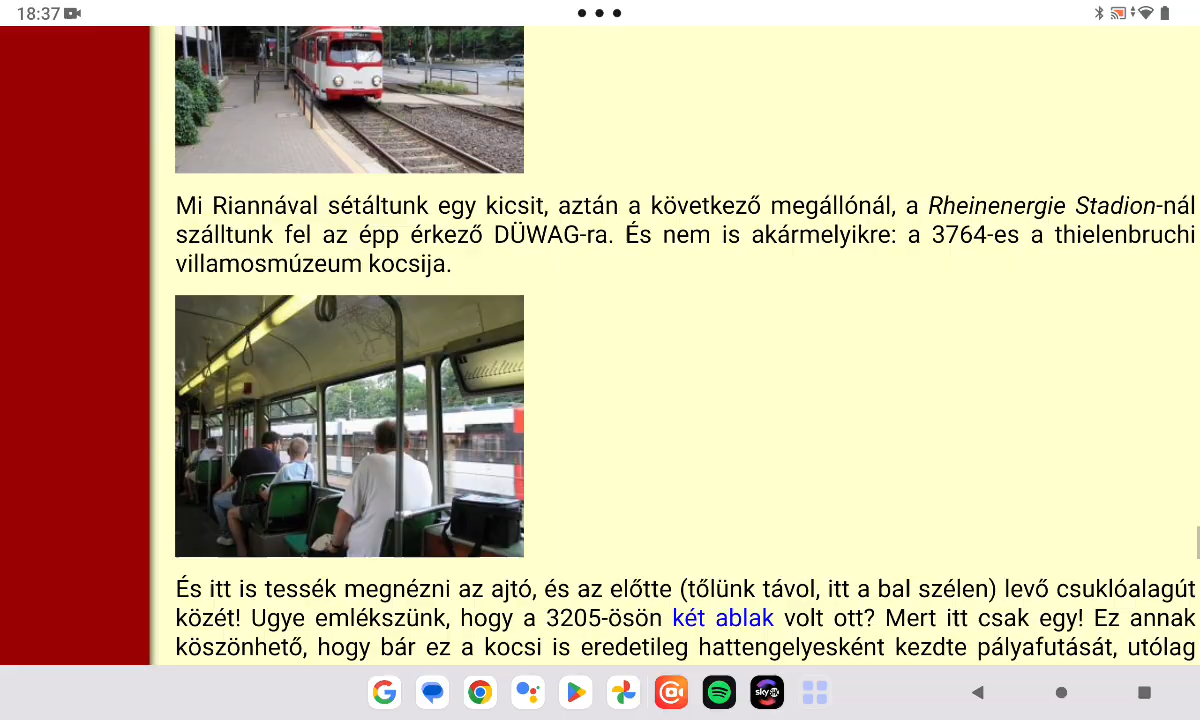 18:37
Mi Riannával sétáltunk egy kicsit, aztán a következő megállónál, a Rheinenergie Stadion-nál
szálltunk fel az épp érkező DÜWAG-ra. És nem is akármelyikre: a 3764-es a thielenbruchi
villamosmúzeum kocsija.
És itt is tessék megnézni az ajtó, és az előtte (tőlünk távol, itt a bal szélen) levő csuklóalagút
közét! Ugye emlékszünk, hogy a 3205-ösön két ablak volt ott? Mert itt csak egy! Ez annak
köszönhető, hogy bár ez a kocsi is eredetileg hattengelyesként kezdte pályafutását, utólag
sky